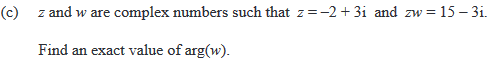 (c) z and w are complex numbers such that z = –2 + 3i and zw = 15 – 3i.
Find an exact value of arg(w).